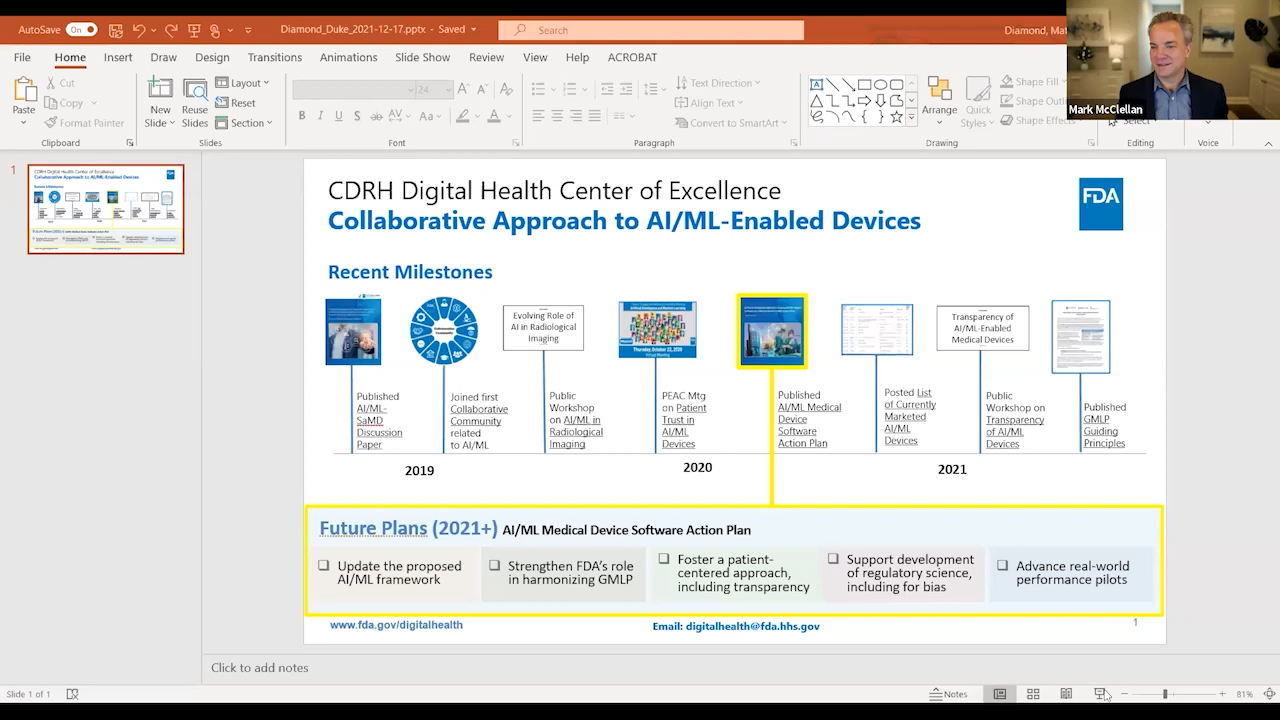 AutoSave On Diamond_Duke_2021-12-17.pptx - Saved Search Diamond, Mat
File Home Insert Draw Design Transitions Animations Slide Show Review View Help ACROBAT
Paste
Cut
Copy
Format Painter
Clipboard
New Slide
Reuse Slides
Layout
Reset
Section
Slides
24
Font
Text Direction
Align Text
Convert to SmartArt
Paragraph
Arrange
Quick Styles
Shape Fill
Shape Effects
Drawing
Select
Editing
Voice
Mark McClellan
1
CDRH Digital Health Center of Excellence
Collaborative Approach to AI/ML-Enabled Devices
FDA
Recent Milestones
Evolving Role of
AI in Radiological
Imaging
Thursday, October 22, 2020
Transparency of
AI/ML-Enabled
Medical Devices
Published
AI/ML-
SaMD
Discussion
Paper
Joined first
Collaborative
Community
related
to AI/ML
Public
Workshop
on AI/ML in
Radiological
Imaging
PEAC Mtg
on Patient
Trust in
AI/ML
Devices
Published
AI/ML Medical
Device
Software
Action Plan
Posted List
of Currently
Marketed
AI/ML
Devices
Public
Workshop on
Transparency
of AI/ML
Devices
Published
GMLP
Guiding
Principles
2019
2020
2021
Future Plans (2021+) AI/ML Medical Device Software Action Plan
Update the proposed
AI/ML framework
Strengthen FDA's role
in harmonizing GMLP
Foster a patient-
centered approach,
including transparency
Support development
of regulatory science,
including for bias
Advance real-world
performance pilots
www.fda.gov/digitalhealth
Email: digitalhealth@fda.hhs.gov
1
Click to add notes
Slide 1 of 1
Notes
81%